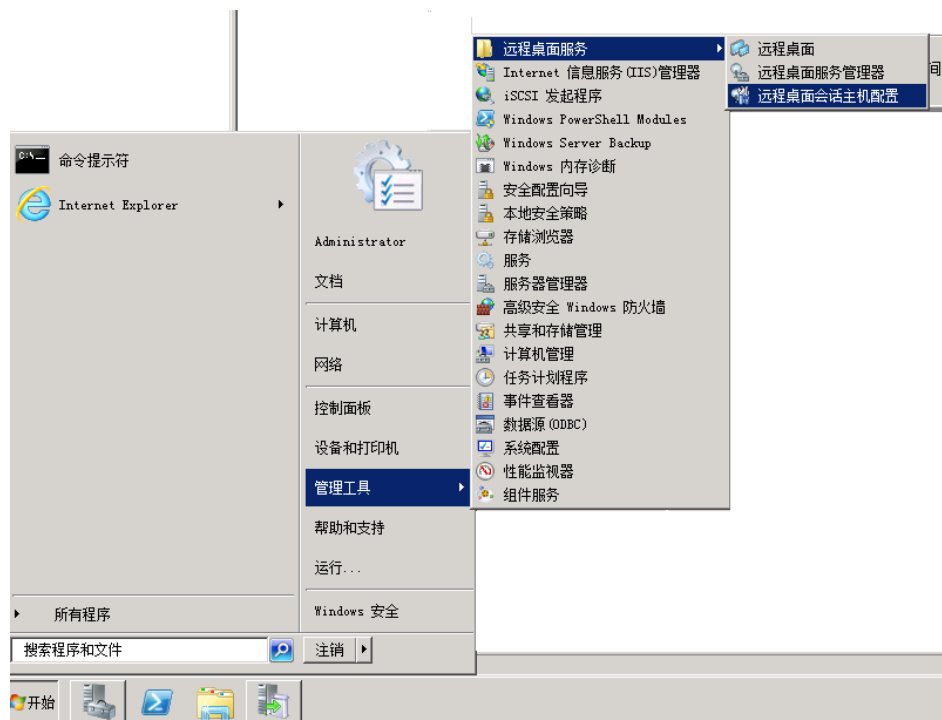 命令提示符
Internet Explorer
所有程序
搜索程序和文件
Administrator
文档
计算机
网络
控制面板
设备和打印机
管理工具
帮助和支持
运行...
Windows 安全
注销
远程桌面服务
Internet 信息服务(IIS)管理器
iSCSI 发起程序
Windows PowerShell Modules
Windows Server Backup
Windows 内存诊断
安全配置向导
本地安全策略
存储浏览器
服务
服务器管理器
高级安全 Windows 防火墙
共享和存储管理
计算机管理
任务计划程序
事件查看器
数据源(ODBC)
系统配置
性能监视器
组件服务
远程桌面
远程桌面服务管理器
远程桌面会话主机配置
间
开始